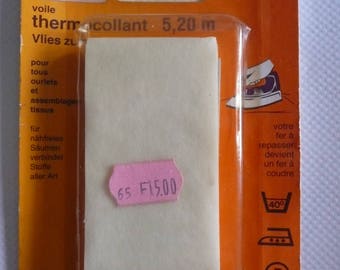 voile
thermocollant · 5,20 m
Vlies zu
pour
tous
ourlets
et
assemblages
tissus
für
nähfreies
Säumen
verbindet
Stoffe
aller Art
65 F15.00
votre
fer à
repasser
devient
un fer à
coudre
40°